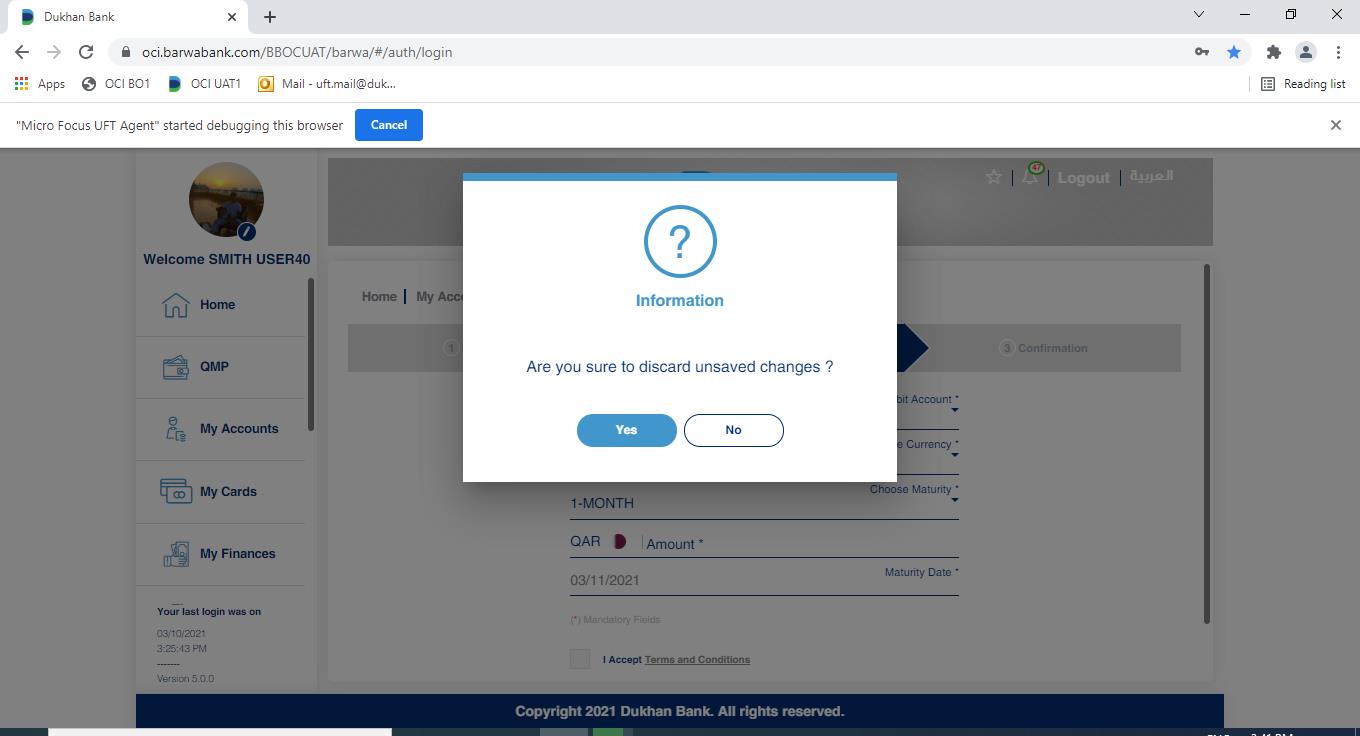 Dukhan Bank
oci.barwabank.com/BBOCUAT/barwa/#/auth/login
Apps
OCI BO1
OCI UAT1
Mail - uft.mail@duk...
Reading list
"Micro Focus UFT Agent" started debugging this browser
Cancel
47
Logout
العربية
Welcome SMITH USER40
Home
QMP
My Accounts
My Cards
My Finances
Your last login was on
03/10/2021
3:25:43 PM
-------
Version 5.0.0
Home
My Acco
1
3 Confirmation
?
Information
Are you sure to discard unsaved changes ?
Yes
No
bit Account *
e Currency *
Choose Maturity *
1-MONTH
QAR
Amount *
Maturity Date *
03/11/2021
(*) Mandatory Fields
I Accept Terms and Conditions
Copyright 2021 Dukhan Bank. All rights reserved.